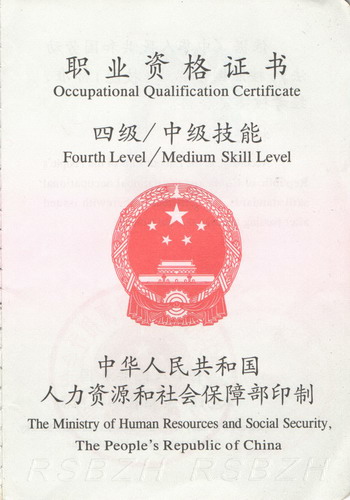 职业资格证书
Occupational Qualification Certificate
四级/中级技能
Fourth Level/Medium Skill Level
中华人民共和国
人力资源和社会保障部印制
The Ministry of Human Resources and Social Security,
The People's Republic of China
RSBZH RSBZH